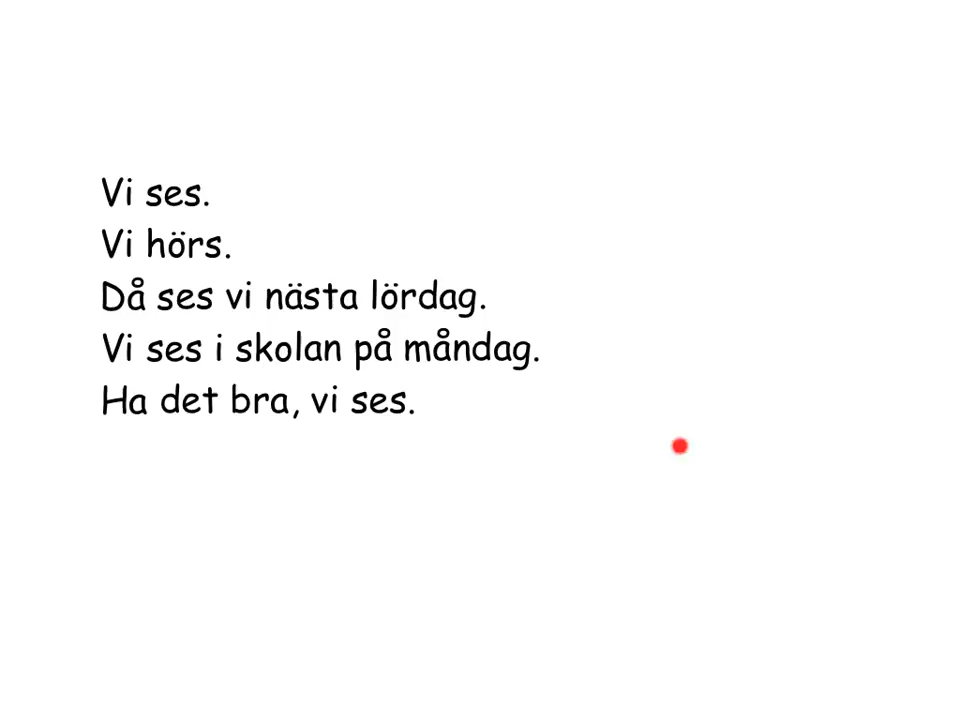 Vi ses.
Vi hörs.
Då ses vi nästa lördag.
Vi ses i skolan på måndag.
Ha det bra, vi ses.